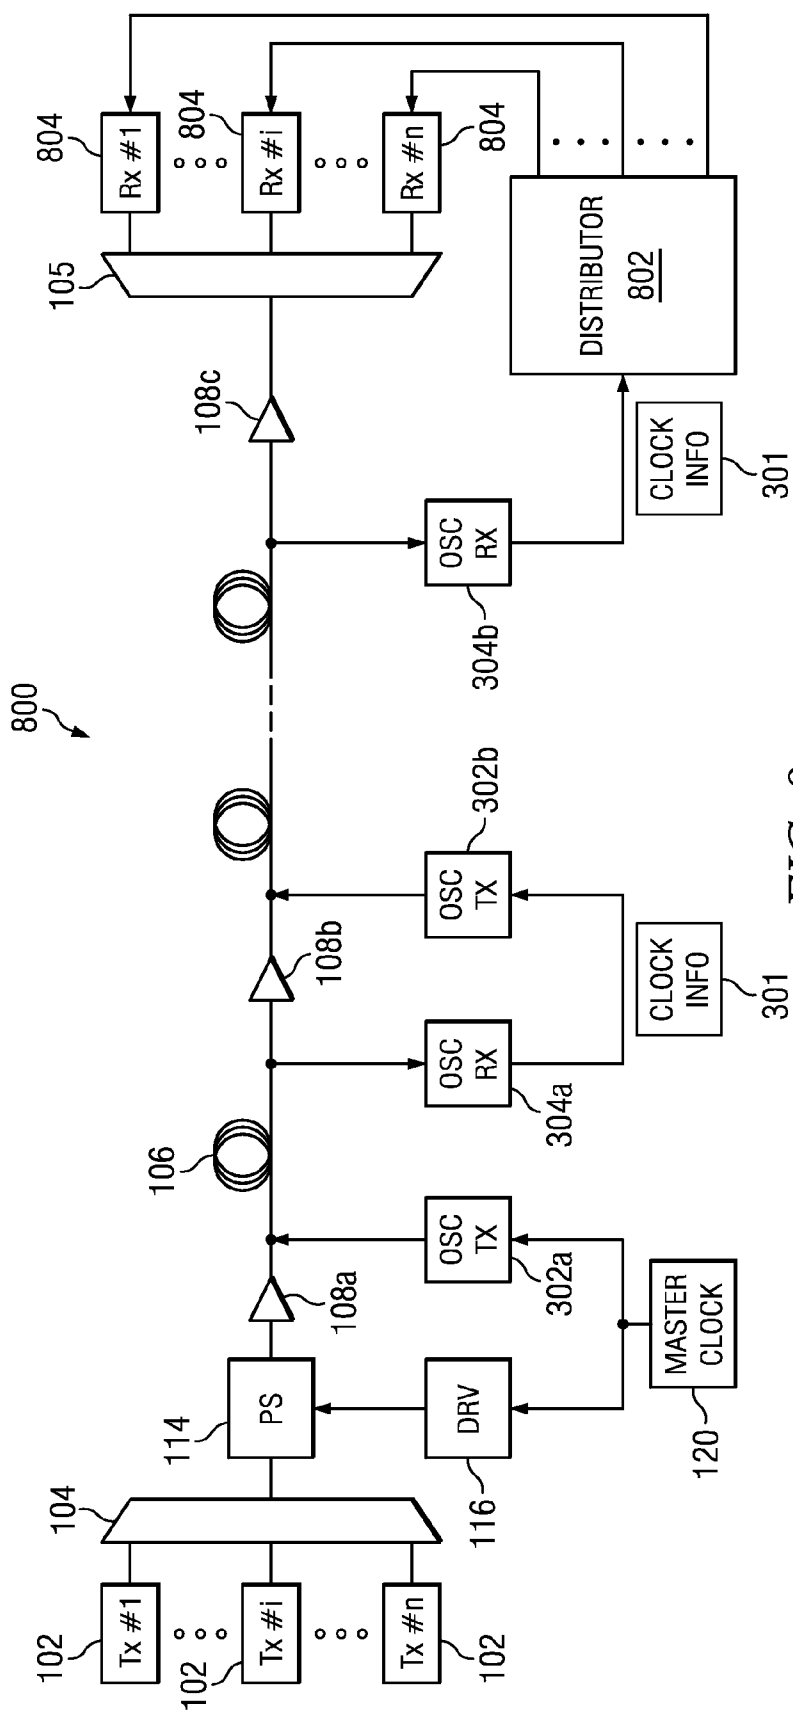 800
102
Tx #1
102
Tx #i
Tx #n
102
104
114
PS
108a
106
108b
108c
105
804
Rx #1
804
Rx #i
Rx #n
804
DRV
116
OSC
TX
302a
OSC
RX
304a
OSC
TX
302b
OSC
RX
304b
DISTRIBUTOR
802
MASTER
CLOCK
120
CLOCK
INFO
301
CLOCK
INFO
301
FIG.